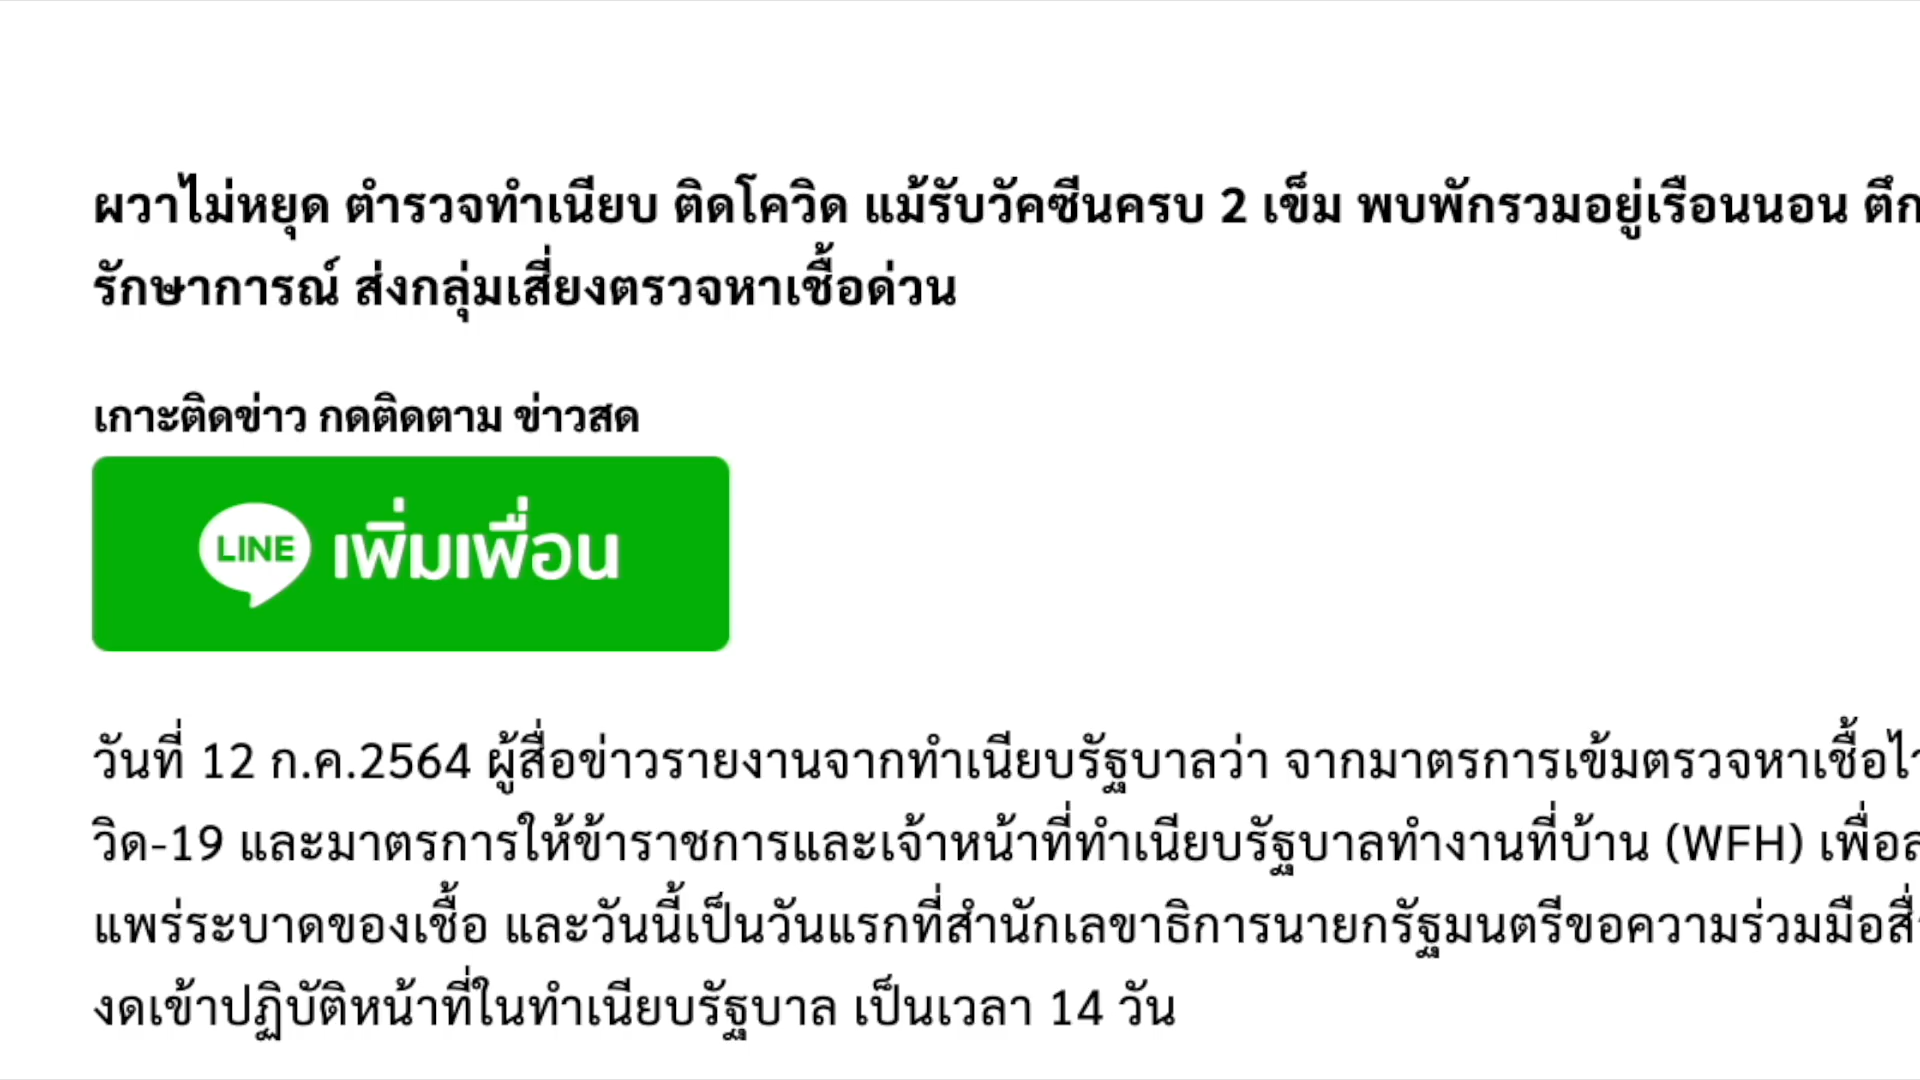 ผวาไม่หยุด ตำรวจทำเนียบ ติดโควิด แม้รับวัคซีนครบ 2 เข็ม พบพักรวมอยู่เรือนนอน ตึก
รักษาการณ์ ส่งกลุ่มเสี่ยงตรวจหาเชื้อด่วน
เกาะติดข่าว กดติดตาม ข่าวสด
LINE เพิ่มเพื่อน
วันที่ 12 ก.ค.2564 ผู้สื่อข่าวรายงานจากทำเนียบรัฐบาลว่า จากมาตรการเข้มตรวจหาเชื้อ
วิด-19 และมาตรการให้ข้าราชการและเจ้าหน้าที่ทำเนียบรัฐบาลทำงานที่บ้าน (WFH) เพื่อ
แพร่ระบาดของเชื้อ และวันนี้เป็นวันแรกที่สำนักเลขาธิการนายกรัฐมนตรีขอความร่วมมือ
งดเข้าปฏิบัติหน้าที่ในทำเนียบรัฐบาล เป็นเวลา 14 วัน